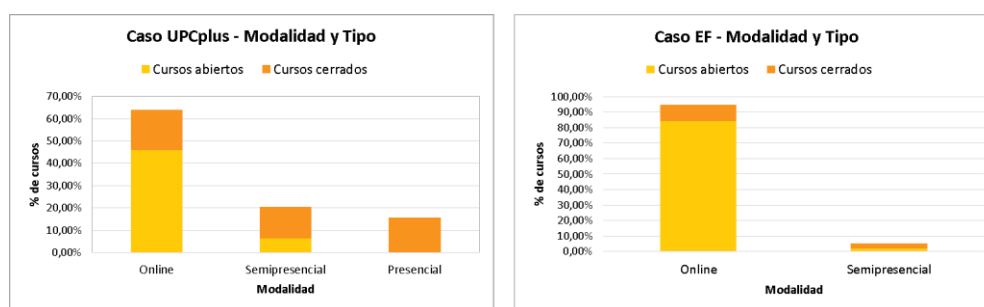 Caso UPCplus - Modalidad y Tipo
Cursos abiertos Cursos cerrados
70,00%
60,00%
50,00%
40,00%
30,00%
20,00%
10,00%
0,00%
% de cursos
Online Semipresencial Presencial
Modalidad
Caso EF - Modalidad y Tipo
Cursos abiertos Cursos cerrados
100,00%
90,00%
80,00%
70,00%
60,00%
50,00%
40,00%
30,00%
20,00%
10,00%
0,00%
% de cursos
Online Semipresencial
Modalidad